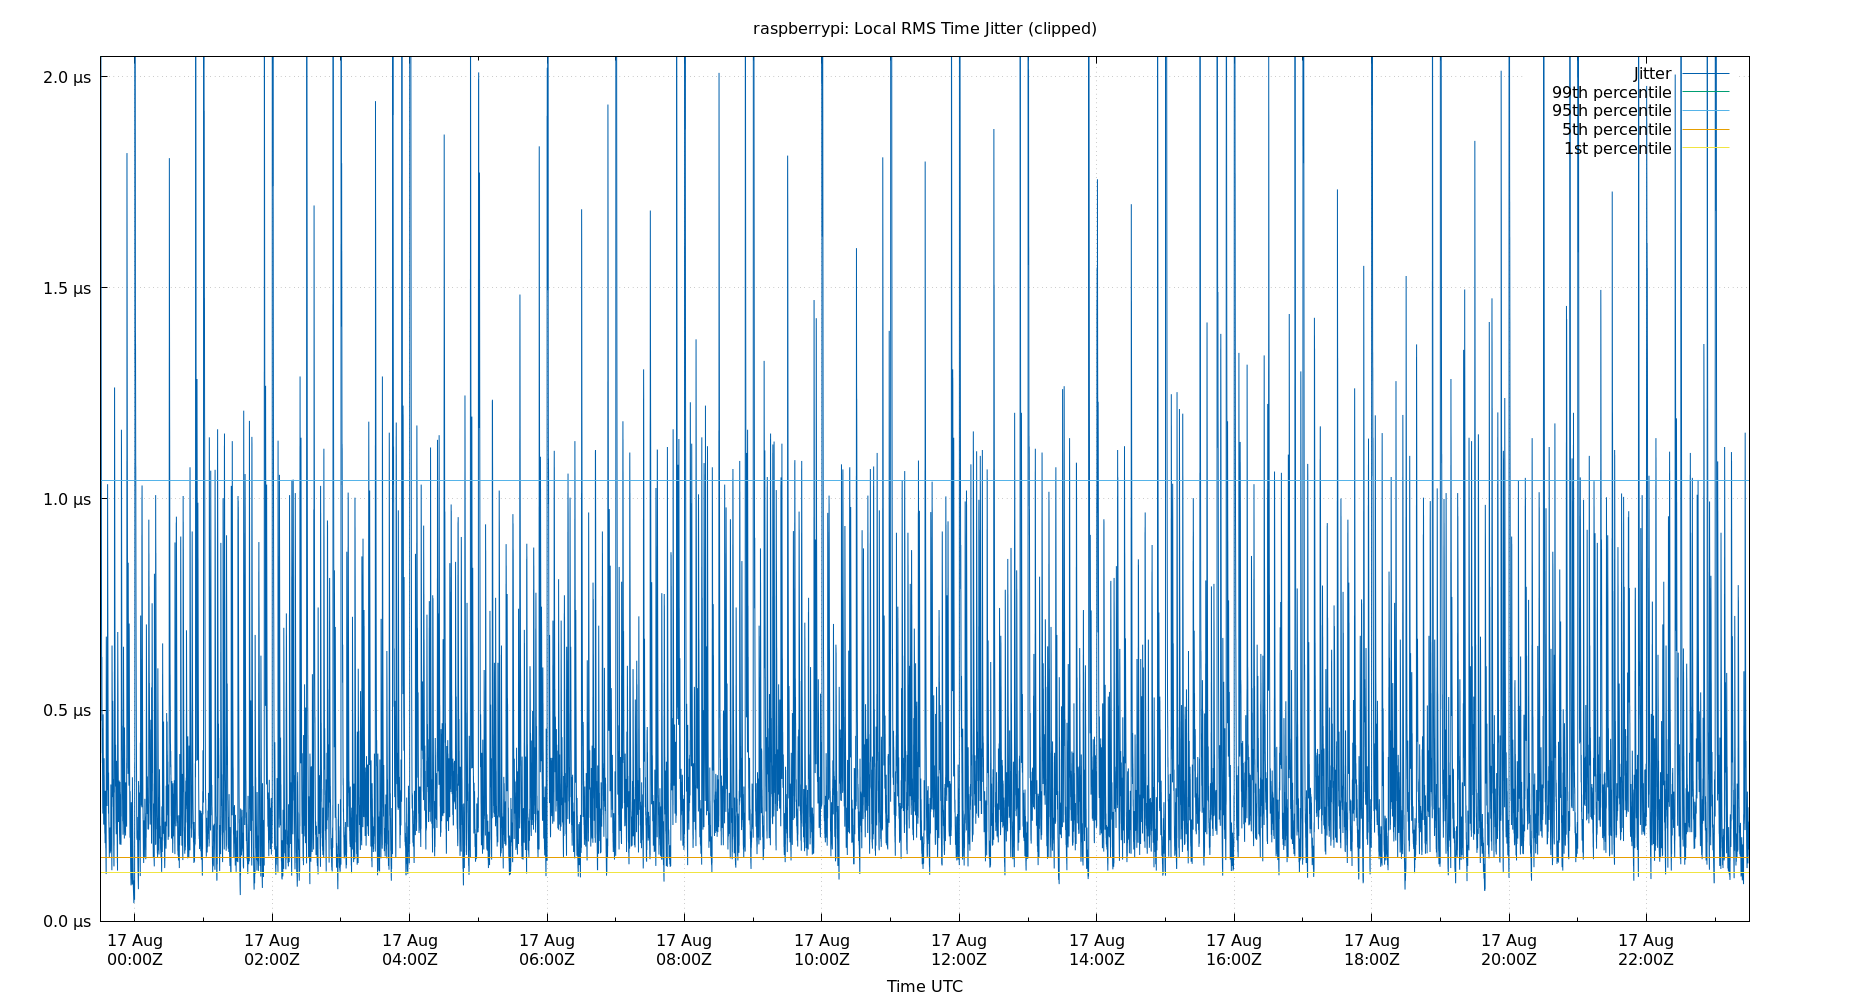 raspberrypi: Local RMS Time Jitter (clipped)
2.0 µs
1.5 µs
1.0 µs
0.5 µs
0.0 µs
Jitter
99th percentile
95th percentile
5th percentile
1st percentile
17 Aug 17 Aug 17 Aug 17 Aug 17 Aug 17 Aug 17 Aug 17 Aug 17 Aug 17 Aug 17 Aug 17 Aug
00:00Z 02:00Z 04:00Z 06:00Z 08:00Z 10:00Z 12:00Z 14:00Z 16:00Z 18:00Z 20:00Z 22:00Z
Time UTC